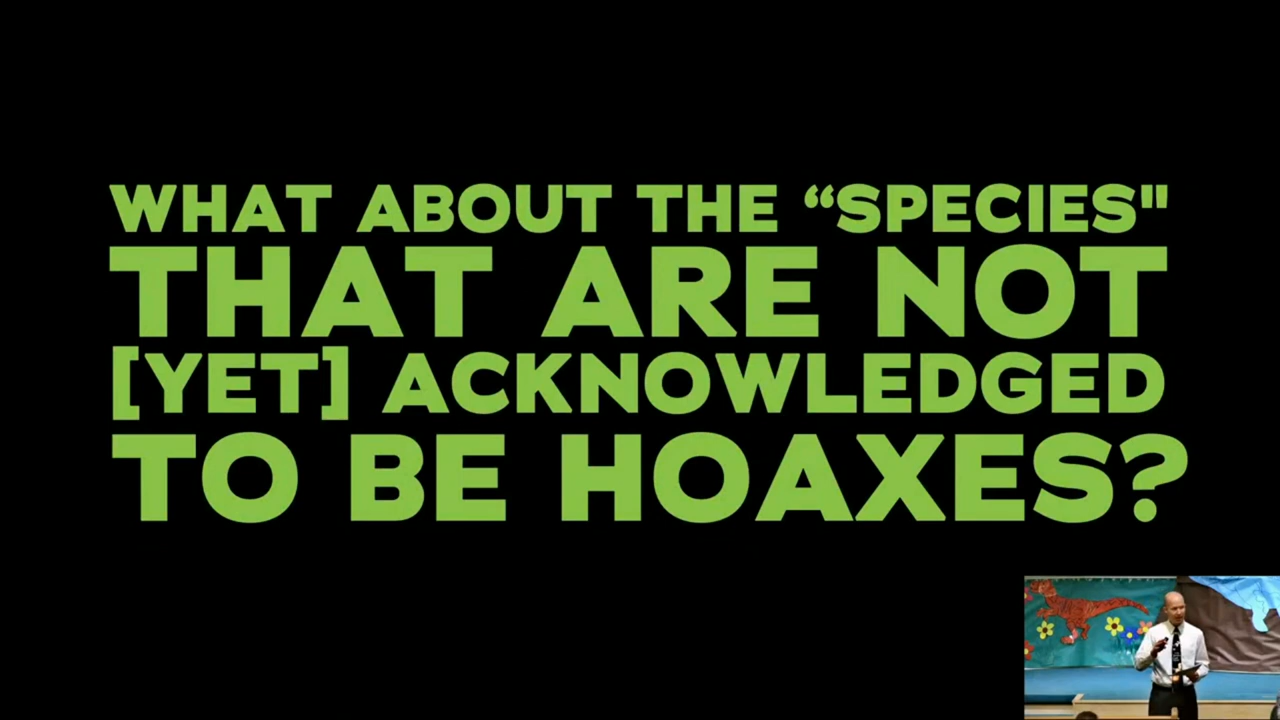 WHAT ABOUT THE “SPECIES"
THAT ARE NOT
[YET] ACKNOWLEDGED
TO BE HOAXES?